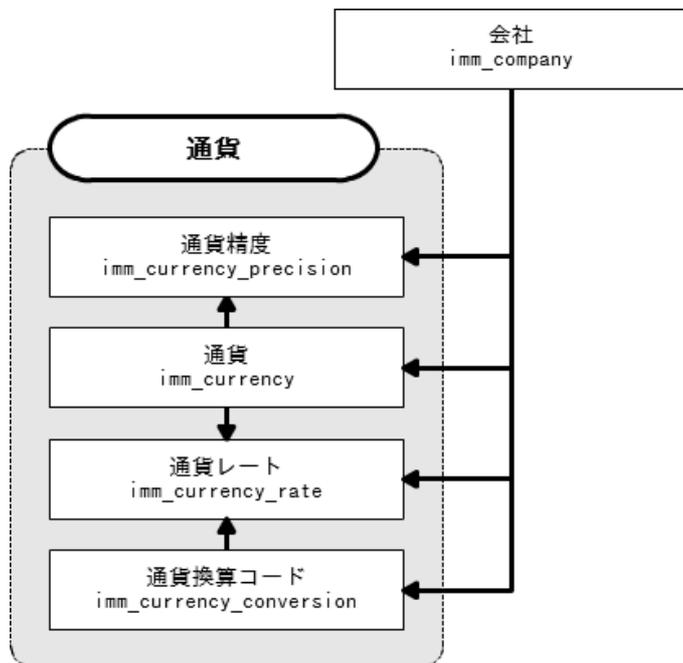 会社
imm_company
通貨
通貨精度
imm_currency_precision
通貨
imm_currency
通貨レート
imm_currency_rate
通貨換算コード
imm_currency_conversion